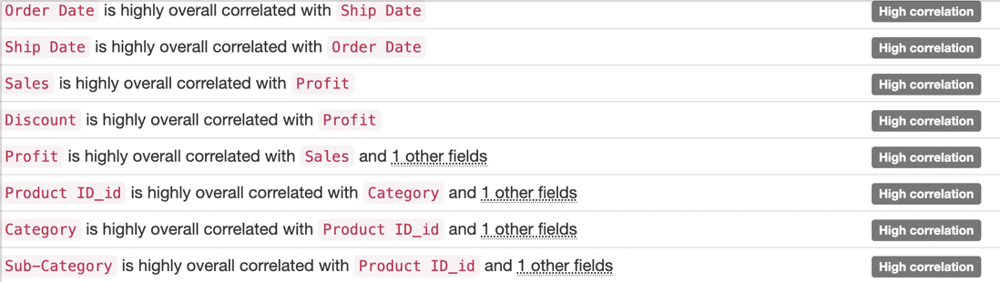 Order Date is highly overall correlated with Ship Date High correlation
Ship Date is highly overall correlated with Order Date High correlation
Sales is highly overall correlated with Profit High correlation
Discount is highly overall correlated with Profit High correlation
Profit is highly overall correlated with Sales and 1 other fields High correlation
Product ID_id is highly overall correlated with Category and 1 other fields High correlation
Category is highly overall correlated with Product ID_id and 1 other fields High correlation
Sub-Category is highly overall correlated with Product ID_id and 1 other fields High correlation